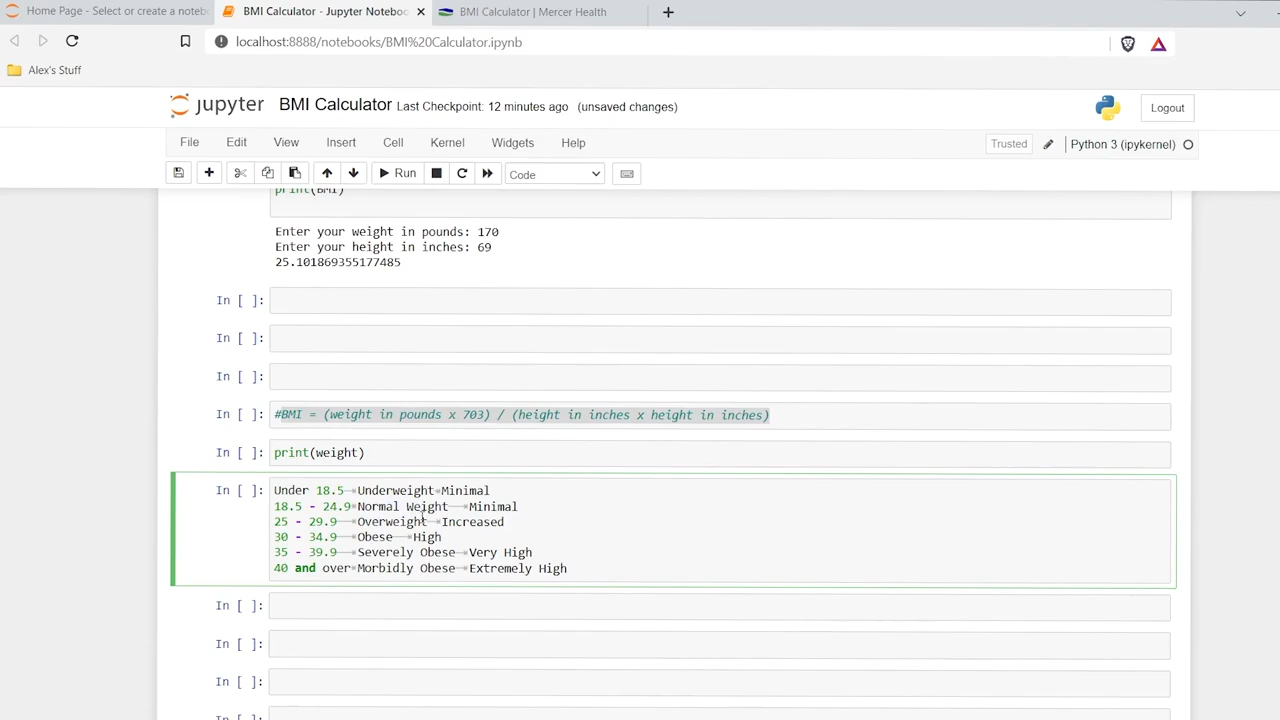 Home Page - Select or create a noteb
BMI Calculator - Jupyter Noteboo
BMI Calculator | Mercer Health
localhost:8888/notebooks/BMI%20Calculator.ipynb
Alex's Stuff
jupyter BMI Calculator Last Checkpoint: 12 minutes ago (unsaved changes)
Logout
File Edit View Insert Cell Kernel Widgets Help
Trusted
Python 3 (ipykernel)
Run
Code
print(BMI)
Enter your weight in pounds: 170
Enter your height in inches: 69
25.101869355177485
In [ ]:
In [ ]:
In [ ]:
In [ ]: #BMI = (weight in pounds x 703) / (height in inches x height in inches)
In [ ]: print(weight)
In [ ]: Under 18.5 Underweight Minimal
18.5 - 24.9 Normal Weight Minimal
25 - 29.9 Overweight Increased
30 - 34.9 Obese High
35 - 39.9 Severely Obese Very High
40 and over Morbidly Obese Extremely High
In [ ]:
In [ ]:
In [ ]:
In [ ]: